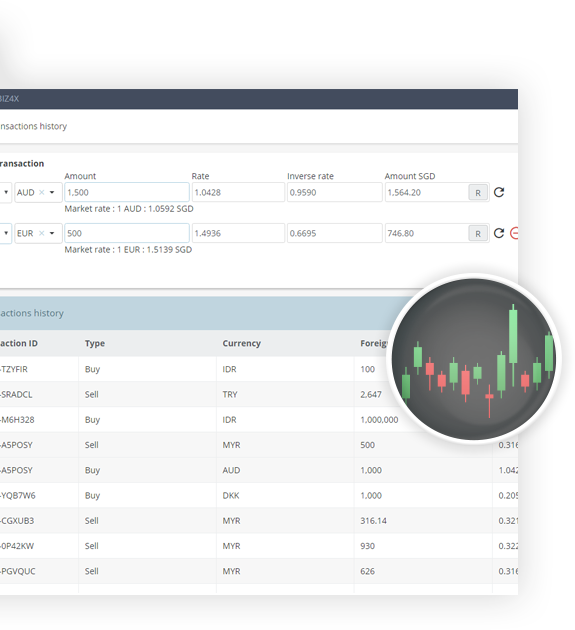 BIZ4X
nsactions history
ransaction
Amount Rate Inverse rate Amount SGD
AUD × 1,500 1.0428 0.9590 1,564.20 R
Market rate : 1 AUD : 1.0592 SGD
EUR × 500 1.4936 0.6695 746.80 R
Market rate : 1 EUR : 1.5139 SGD
actions history
action ID Type Currency Foreig
-TZYFIR Buy IDR 100
-SRADCL Sell TRY 2,647
-M6H328 Buy IDR 1,000,000
-A5POSY Sell MYR 500 0.316
-A5POSY Buy AUD 1,000 1.042
-YQB7W6 Buy DKK 1,000 0.205
-CGXUB3 Sell MYR 316.14 0.321
-0P42KW Sell MYR 930 0.322
-PGVQUC Sell MYR 626 0.316